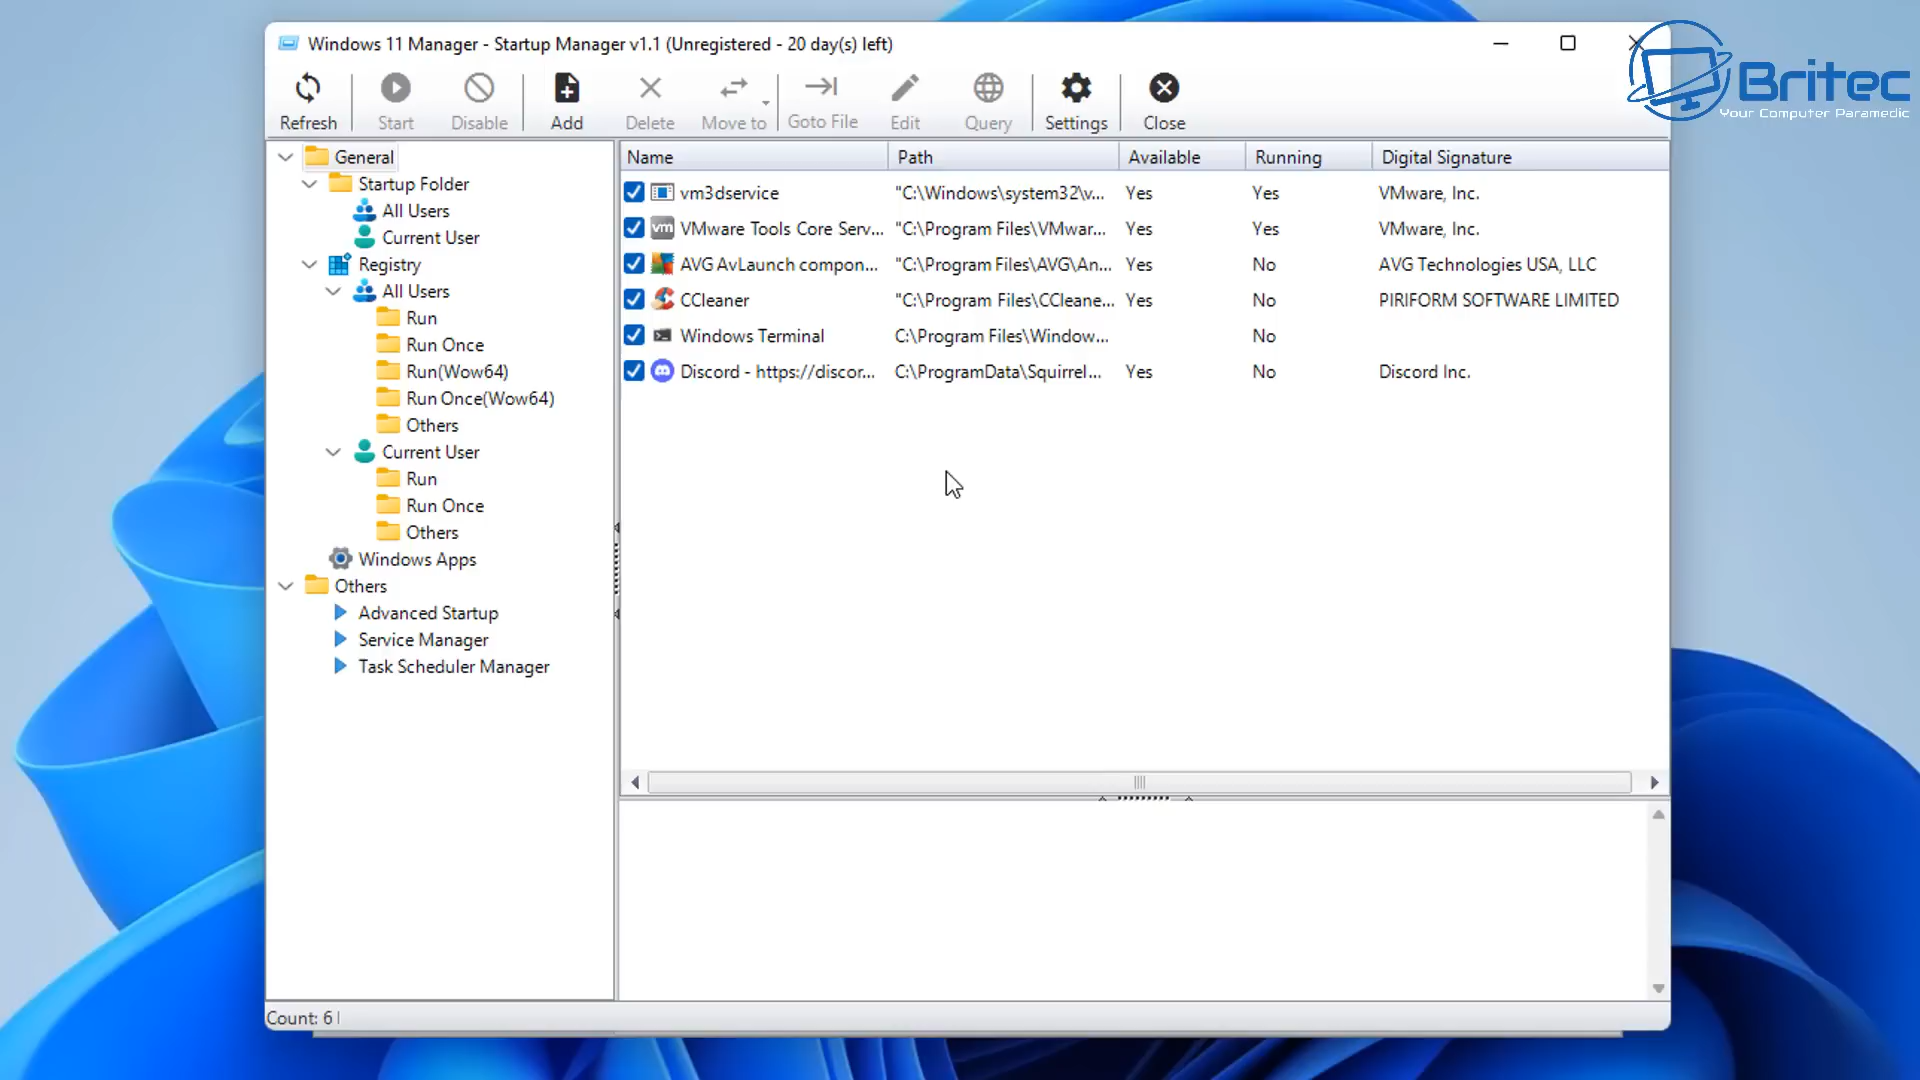 Windows 11 Manager - Startup Manager v1.1 (Unregistered - 20 day(s) left)
Britec
Your Computer Paramedic
Refresh
Start
Disable
Add
Delete
Move to
Goto File
Edit
Query
Settings
Close
General
Startup Folder
All Users
Current User
Registry
All Users
Run
Run Once
Run(Wow64)
Run Once(Wow64)
Others
Current User
Run
Run Once
Others
Windows Apps
Others
Advanced Startup
Service Manager
Task Scheduler Manager
Name Path Available Running Digital Signature
vm3dservice "C:\Windows\system32\v... Yes Yes VMware, Inc.
vm VMware Tools Core Serv... "C:\Program Files\VMwar... Yes Yes VMware, Inc.
AVG AvLaunch compon... "C:\Program Files\AVG\An... Yes No AVG Technologies USA, LLC
CCleaner "C:\Program Files\CCleane... Yes No PIRIFORM SOFTWARE LIMITED
Windows Terminal C:\Program Files\Window... No
Discord - https://discor... C:\ProgramData\Squirrel... Yes No Discord Inc.
Count: 6